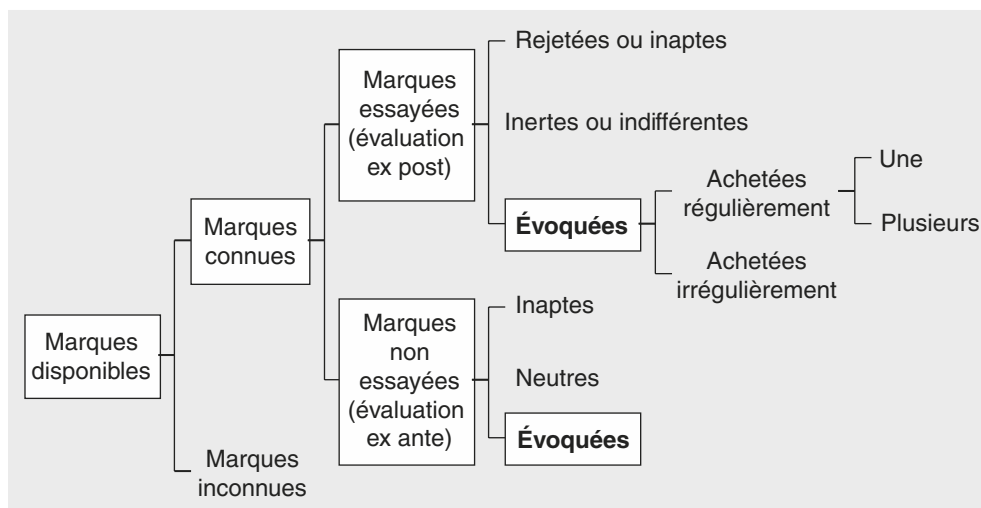 Marques
disponibles
Marques
connues
Marques
inconnues
Marques
essayées
(évaluation
ex post)
Marques
non
essayées
(évaluation
ex ante)
Rejetées ou inaptes
Inertes ou indifférentes
Évoquées
Achetées
régulièrement
Une
Plusieurs
Achetées
irrégulièrement
Inaptes
Neutres
Évoquées